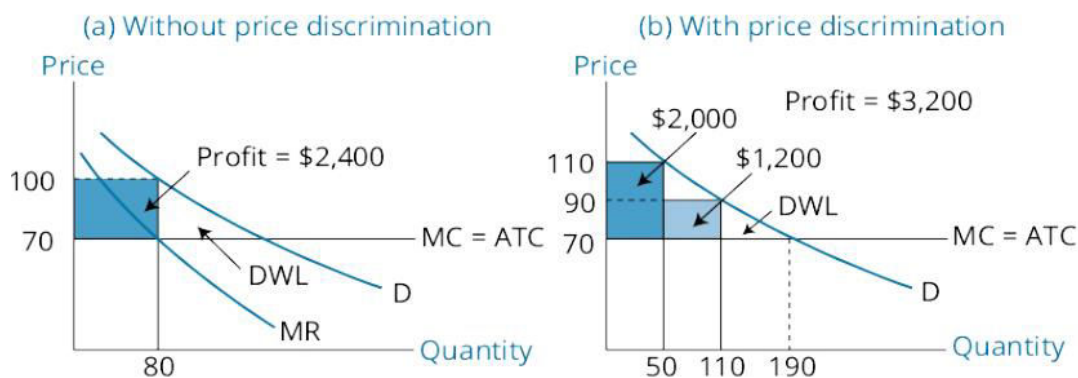 (a) Without price discrimination
Price
Profit = $2,400
100
70
MC = ATC
DWL
D
MR
Quantity
80
(b) With price discrimination
Price
Profit = $3,200
$2,000
$1,200
110
90
DWL
70
MC = ATC
D
Quantity
50 110 190